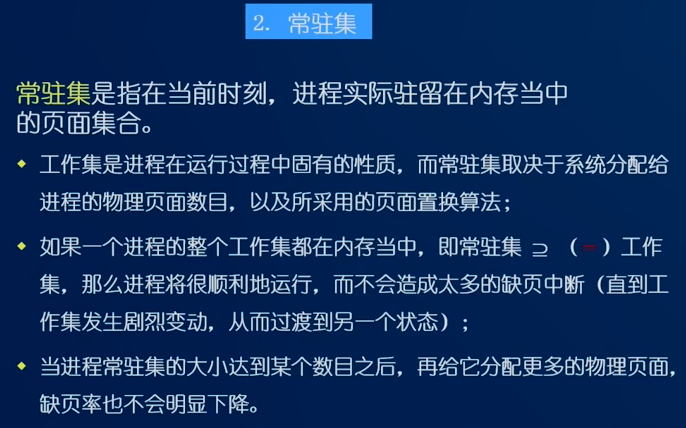 2. 常驻集
常驻集是指在当前时刻，进程实际驻留在内存当中
的页面集合。
◆ 工作集是进程在运行过程中固有的性质，而常驻集取决于系统分配给
进程的物理页面数目，以及所采用的页面置换算法；
◆ 如果一个进程的整个工作集都在内存当中，即常驻集 ⊇ （=）工作
集，那么进程将很顺利地运行，而不会造成太多的缺页中断（直到工
作集发生剧烈变动，从而过渡到另一个状态）；
◆ 当进程常驻集的大小达到某个数目之后，再给它分配更多的物理页面，
缺页率也不会明显下降。